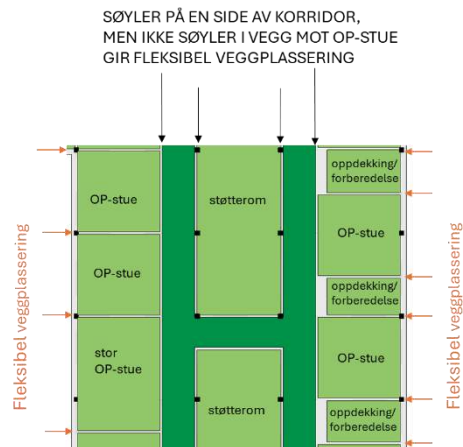 SØYLER PÅ EN SIDE AV KORRIDOR,
MEN IKKE SØYLER I VEGG MOT OP-STUE
GIR FLEKSIBEL VEGGPLASSERING
OP-stue
støtterom
oppdekking/
forberedelse
OP-stue
OP-stue
oppdekking/
forberedelse
stor
OP-stue
OP-stue
støtterom
oppdekking/
forberedelse
Fleksibel veggplassering
Fleksibel veggplassering